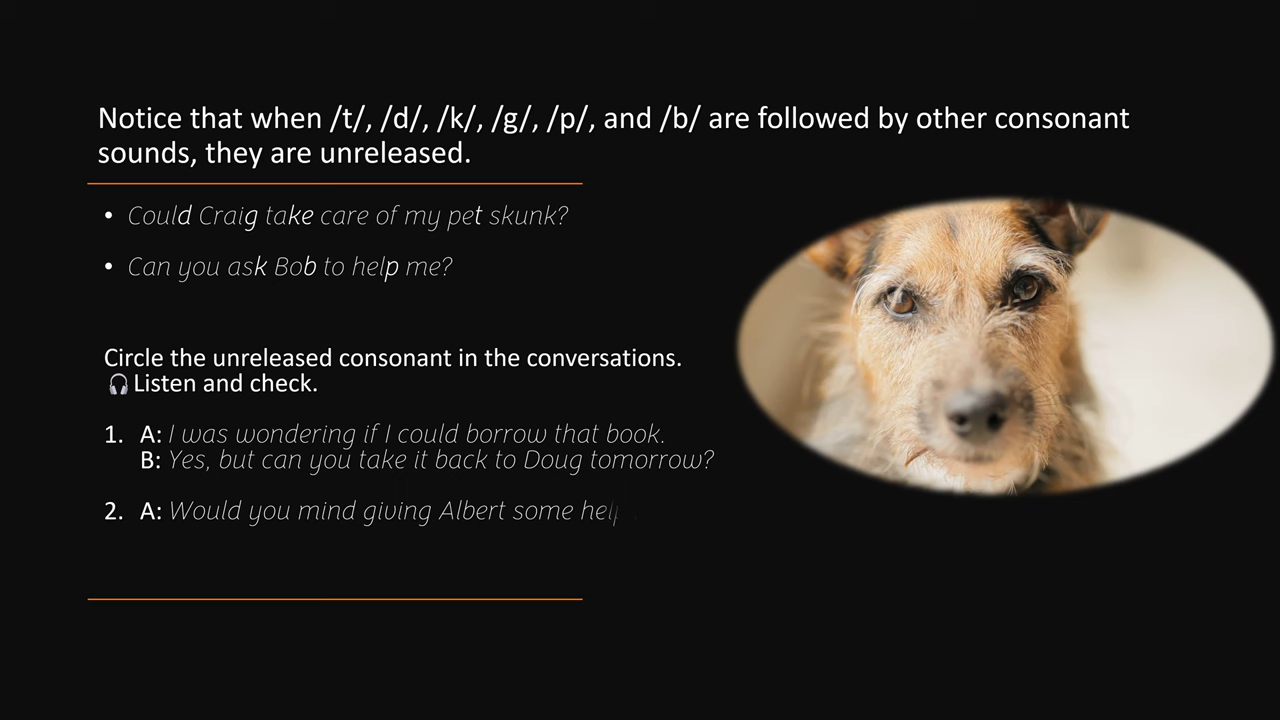 Notice that when /t/, /d/, /k/, /g/, /p/, and /b/ are followed by other consonant
sounds, they are unreleased.
• Could Craig take care of my pet skunk?
• Can you ask Bob to help me?
Circle the unreleased consonant in the conversations.
🎧 Listen and check.
1. A: I was wondering if I could borrow that book.
B: Yes, but can you take it back to Doug tomorrow?
2. A: Would you mind giving Albert some